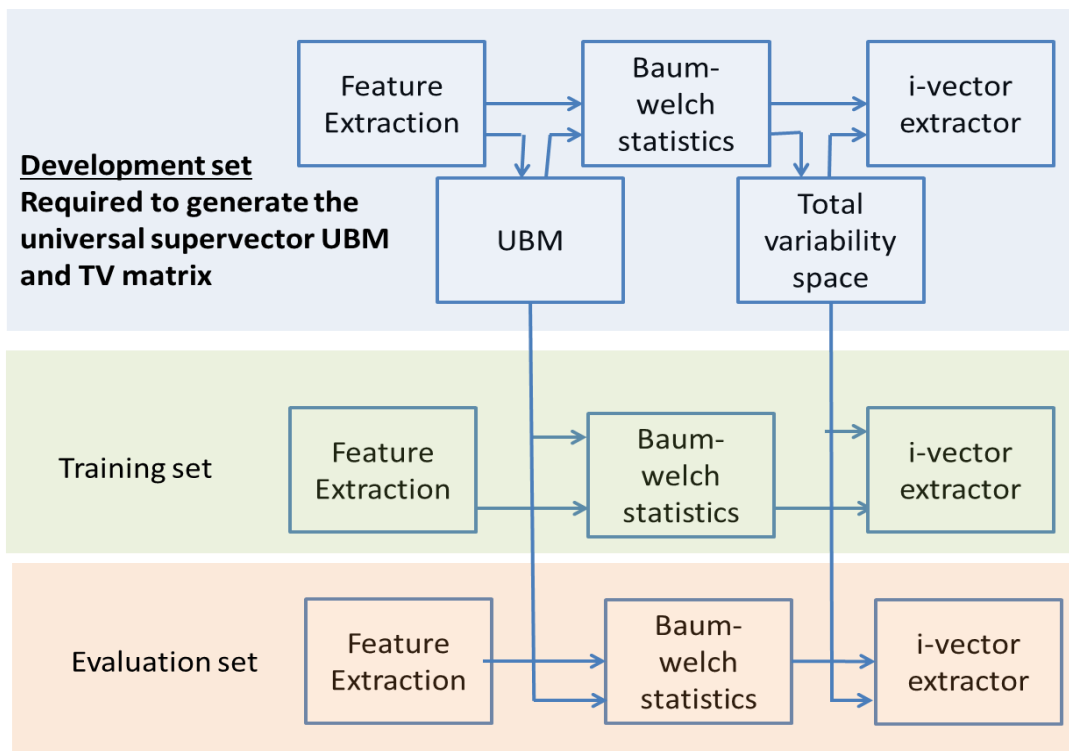 Feature
Extraction
Baum-
welch
statistics
i-vector
extractor
Development set
Required to generate the
universal supervector UBM
and TV matrix
UBM
Total
variability
space
Training set
Feature
Extraction
Baum-
welch
statistics
i-vector
extractor
Evaluation set
Feature
Extraction
Baum-
welch
statistics
i-vector
extractor